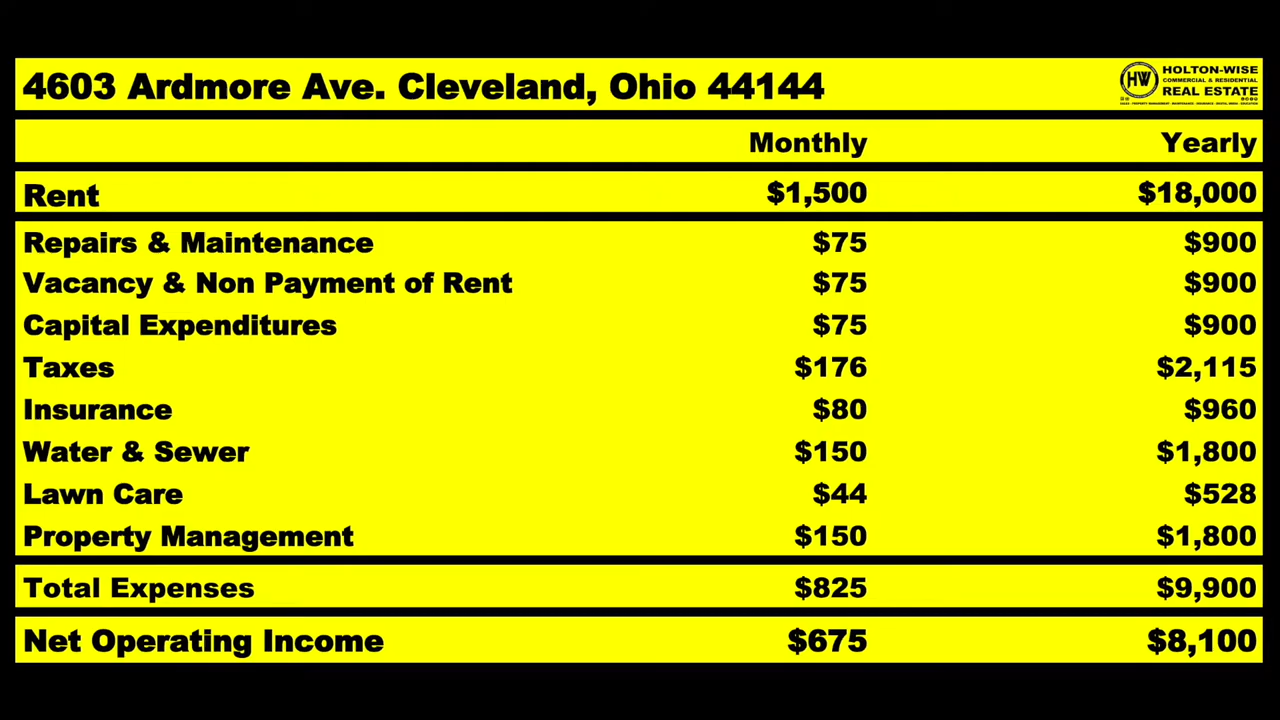 4603 Ardmore Ave. Cleveland, Ohio 44144
HOLTON-WISE
COMMERCIAL & RESIDENTIAL
REAL ESTATE
HW
Monthly Yearly
Rent $1,500 $18,000
Repairs & Maintenance $75 $900
Vacancy & Non Payment of Rent $75 $900
Capital Expenditures $75 $900
Taxes $176 $2,115
Insurance $80 $960
Water & Sewer $150 $1,800
Lawn Care $44 $528
Property Management $150 $1,800
Total Expenses $825 $9,900
Net Operating Income $675 $8,100